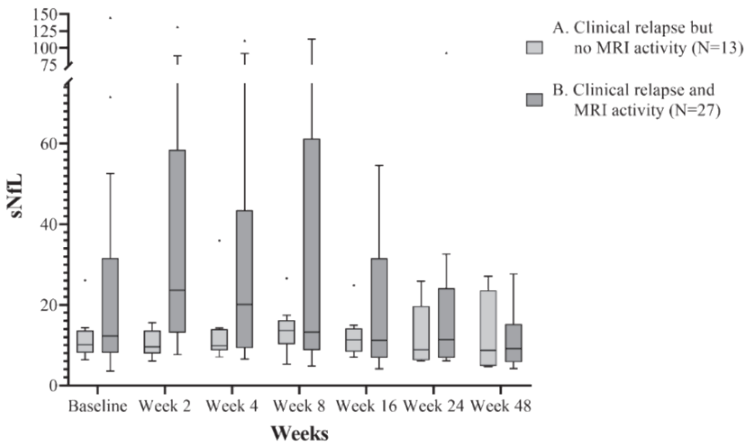 150
125
100
75
60
40
20
0
sNfL
A. Clinical relapse but
no MRI activity (N=13)
B. Clinical relapse and
MRI activity (N=27)
Baseline Week 2 Week 4 Week 8 Week 16 Week 24 Week 48
Weeks